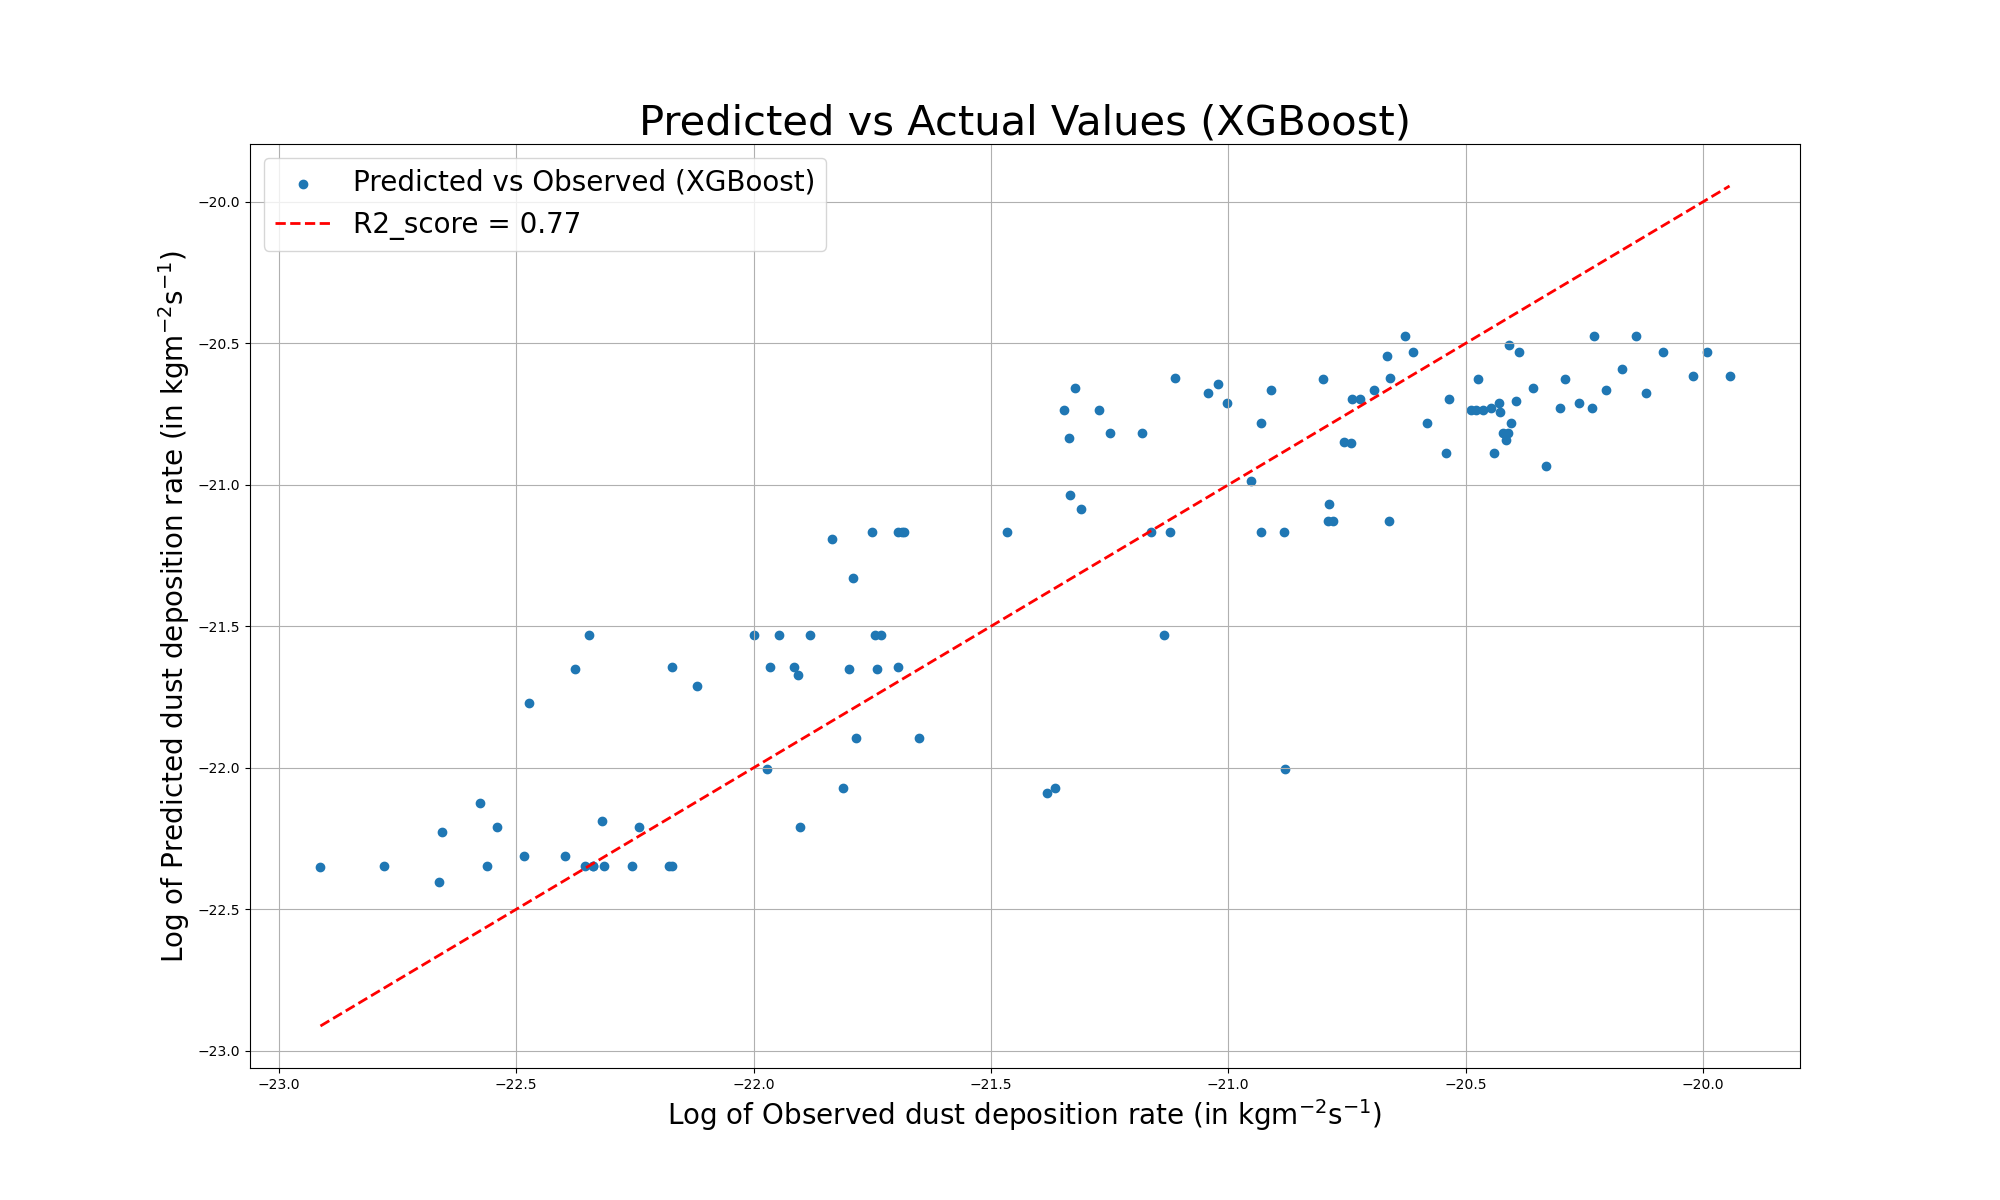 Predicted vs Actual Values (XGBoost)
Predicted vs Observed (XGBoost)
R2_score = 0.77
Log of Predicted dust deposition rate (in kgm⁻²s⁻¹)
−20.0
−20.5
−21.0
−21.5
−22.0
−22.5
−23.0
−23.0 −22.5 −22.0 −21.5 −21.0 −20.5 −20.0
Log of Observed dust deposition rate (in kgm⁻²s⁻¹)